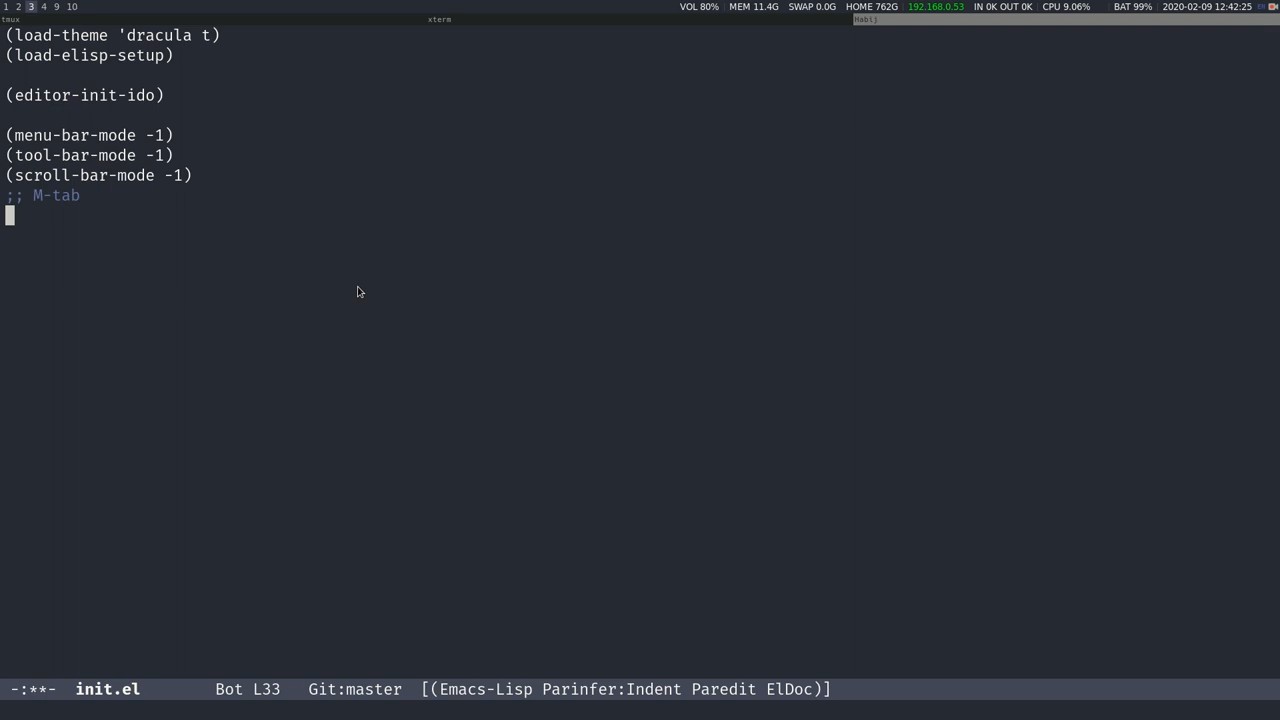 1 2 3 4 9 10 VOL 80% MEM 11.4G SWAP 0.0G HOME 762G 192.168.0.53 IN 0K OUT 0K CPU 9.06% BAT 99% 2020-02-09 12:42:25
tmux xterm
(load-theme 'dracula t)
(load-elisp-setup)
(editor-init-ido)
(menu-bar-mode -1)
(tool-bar-mode -1)
(scroll-bar-mode -1)
;; M-tab
-:**- init.el Bot L33 Git:master [(Emacs-Lisp Parinfer:Indent Paredit ElDoc)]